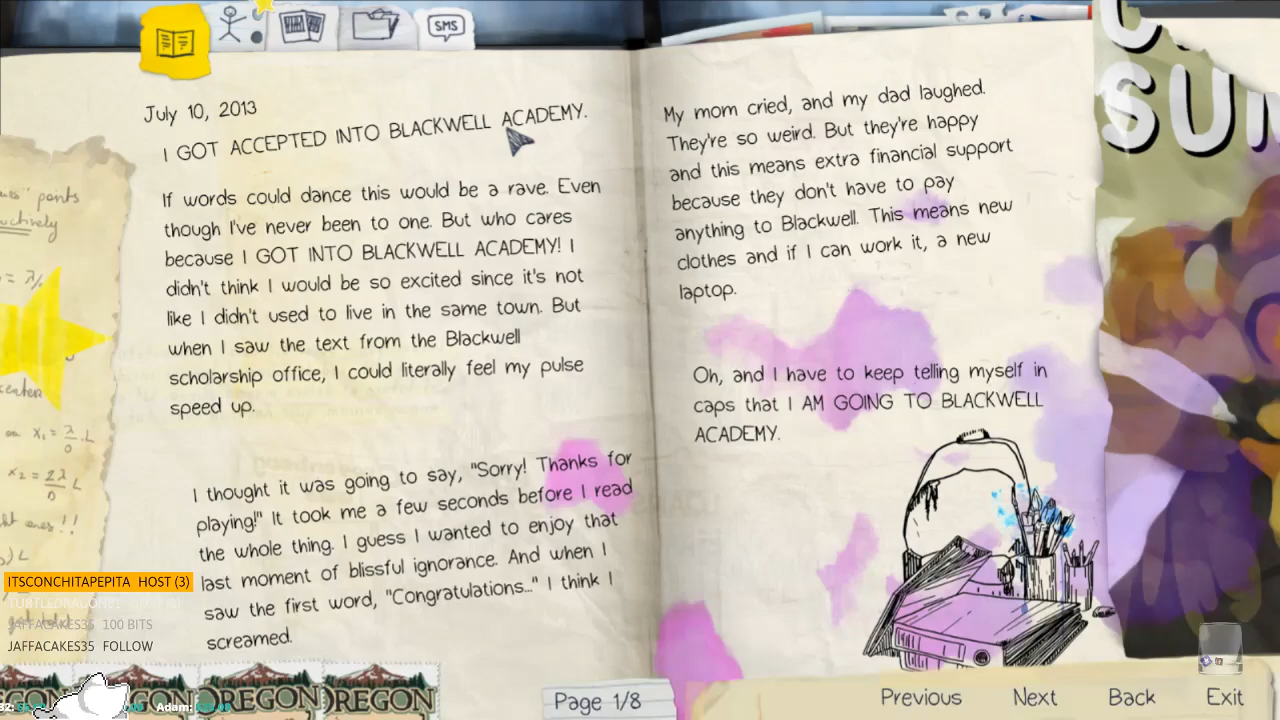 SMS
July 10, 2013
I GOT ACCEPTED INTO BLACKWELL ACADEMY.
If words could dance this would be a rave. Even
though I've never been to one. But who cares
because I GOT INTO BLACKWELL ACADEMY! I
didn't think I would be so excited since it's not
like I didn't used to live in the same town. But
when I saw the text from the Blackwell
scholarship office, I could literally feel my pulse
speed up.
I thought it was going to say, "Sorry! Thanks for
playing!" It took me a few seconds before I read
the whole thing. I guess I wanted to enjoy that
last moment of blissful ignorance. And when I
saw the first word, "Congratulations..." I think I
screamed.
My mom cried, and my dad laughed.
They're so weird. But they're happy
and this means extra financial support
because they don't have to pay
anything to Blackwell. This means new
clothes and if I can work it, a new
laptop.
Oh, and I have to keep telling myself in
caps that I AM GOING TO BLACKWELL
ACADEMY.
points
ITSCONCHITAPEPITA HOST (3)
JAFFACAKES35 100 BITS
JAFFACAKES35 FOLLOW
OREGON OREGON
Adam:
Page 1/8
Previous Next Back Exit